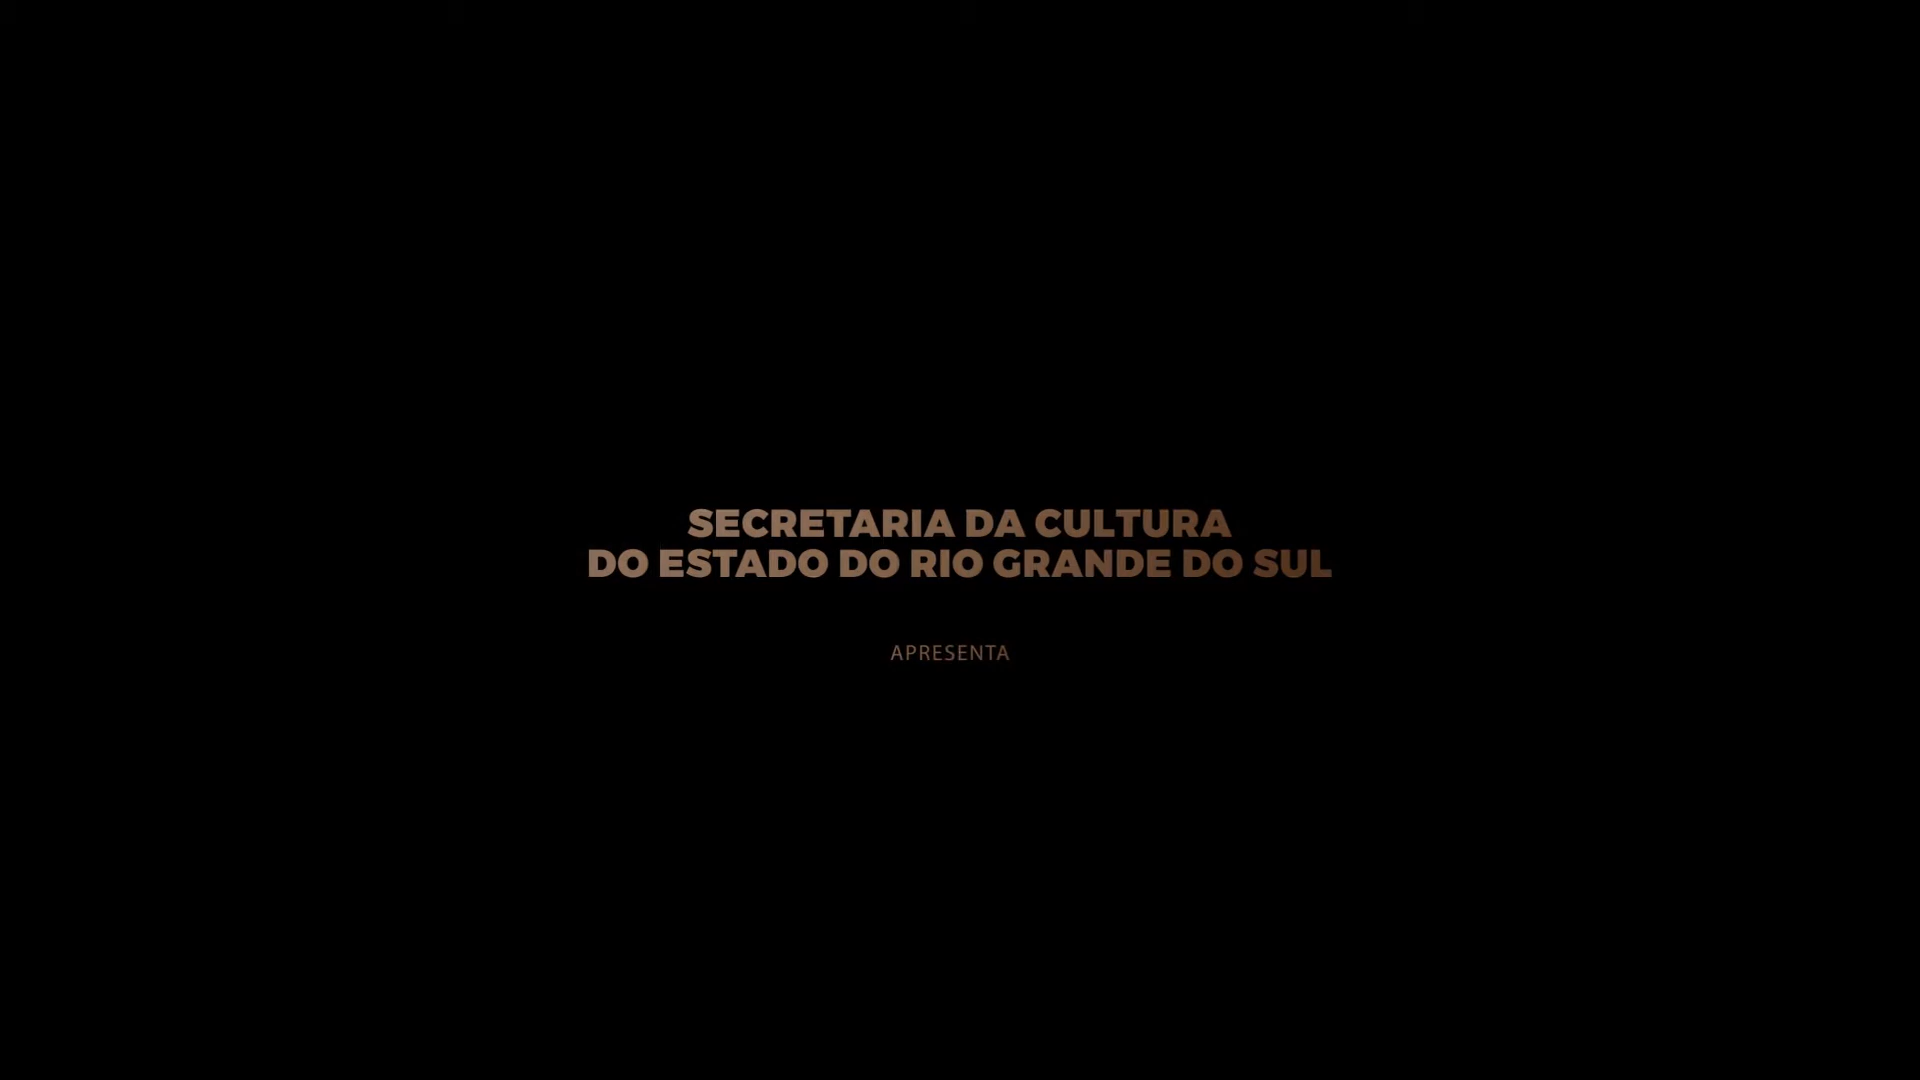 SECRETARIA DA CULTURA
DO ESTADO DO RIO GRANDE DO SUL
APRESENTA